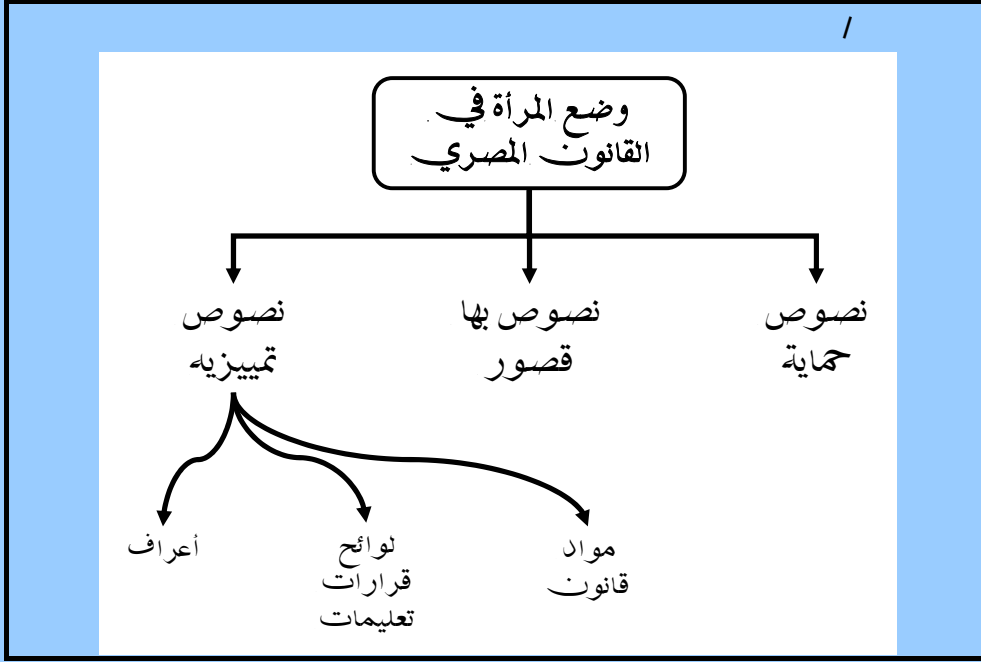 /
وضع المرأة في
القانون المصري
نصوص
حماية
نصوص بها
قصور
نصوص
تمييزيه
مواد
قانون
لوائح
قرارات
تعليمات
أعراف